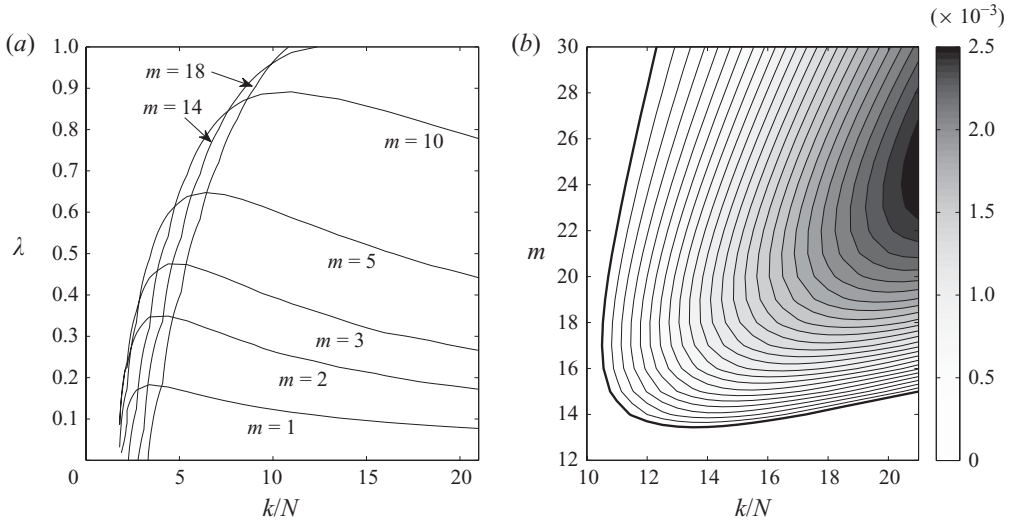 (a)
1.0
0.9
0.8
0.7
0.6
0.5
0.4
0.3
0.2
0.1
0
5
10
15
20
λ
k/N
m = 18
m = 14
m = 10
m = 5
m = 3
m = 2
m = 1
(b)
30
28
26
24
22
20
18
16
14
12
10
12
14
16
18
20
m
k/N
(× 10⁻³)
2.5
2.0
1.5
1.0
0.5
0